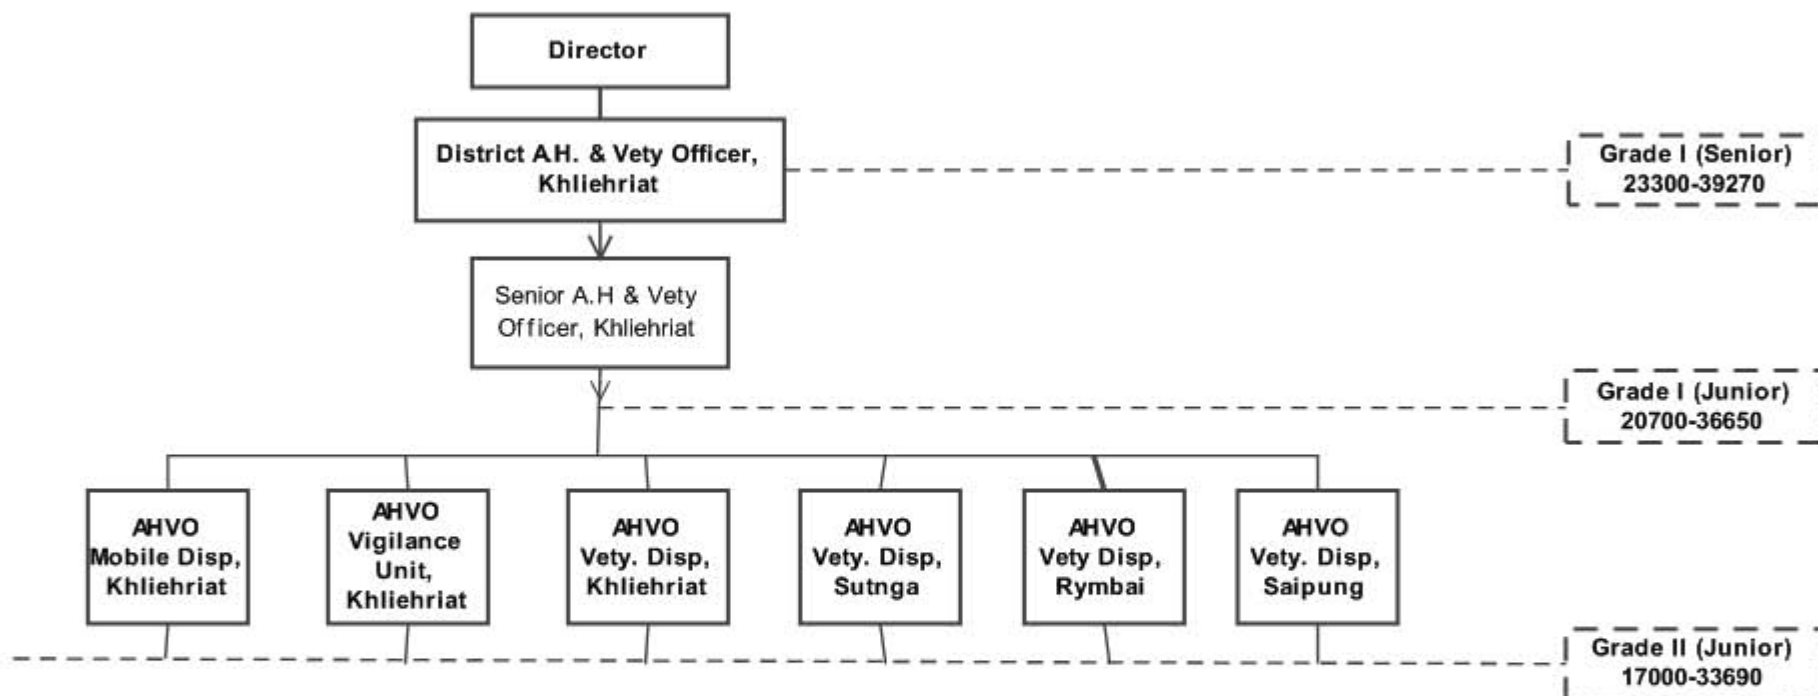 Director
District A.H. & Vety Officer,
Khliehriat
Grade I (Senior)
23300-39270
Senior A.H & Vety
Officer, Khliehriat
Grade I (Junior)
20700-36650
AHVO
Mobile Disp,
Khliehriat
AHVO
Vigilance
Unit,
Khliehriat
AHVO
Vety. Disp,
Khliehriat
AHVO
Vety. Disp,
Sutnga
AHVO
Vety Disp,
Rymbai
AHVO
Vety. Disp,
Saipung
Grade II (Junior)
17000-33690